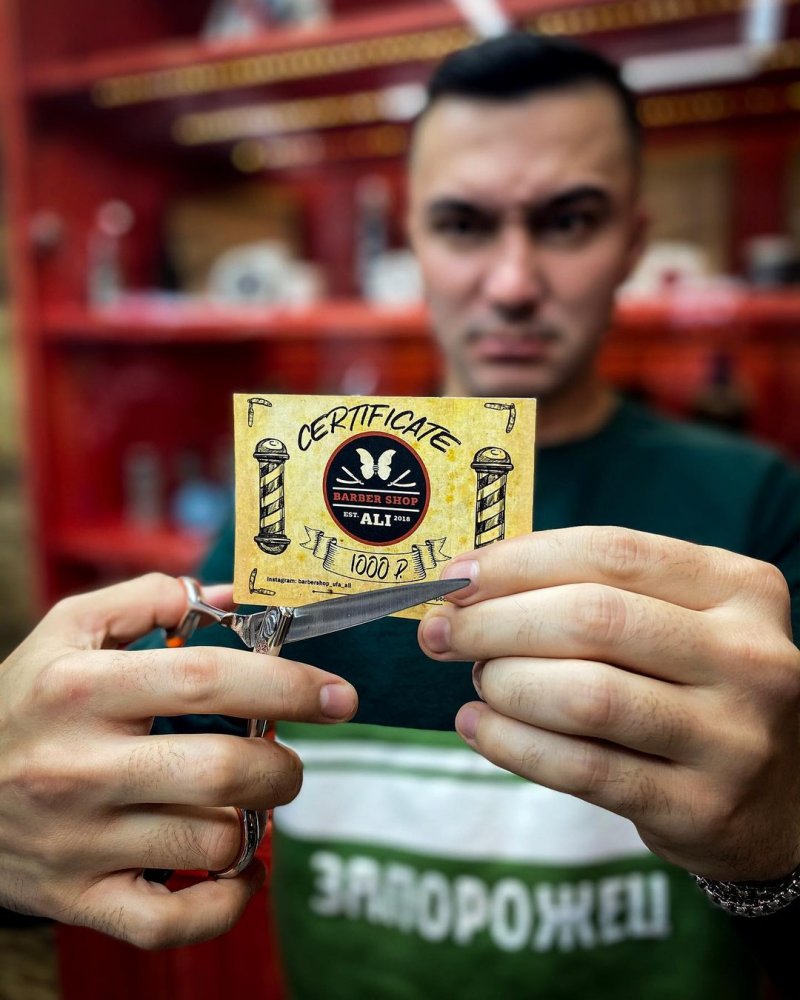 CERTIFICATE
BARBER SHOP
EST. ALI 2018
1000 Р.
Instagram: barbershop_ufa_ali
ЗАПОРОЖЕЦ